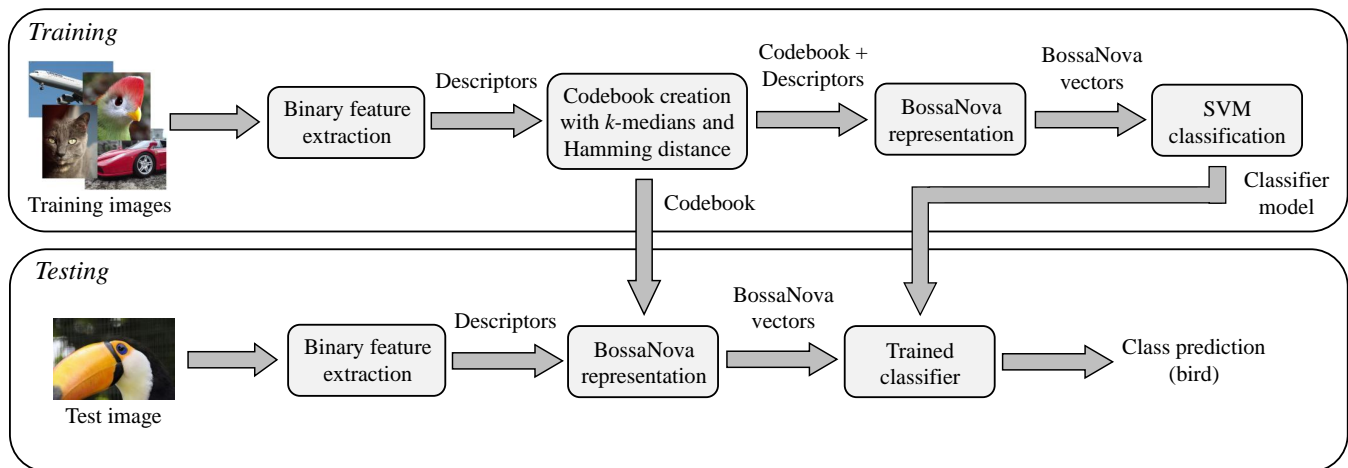 Training
Training images
Binary feature
extraction
Descriptors
Codebook creation
with k-medians and
Hamming distance
Codebook +
Descriptors
BossaNova
representation
BossaNova
vectors
SVM
classification
Codebook
Classifier
model
Testing
Test image
Binary feature
extraction
Descriptors
BossaNova
representation
BossaNova
vectors
Trained
classifier
Class prediction
(bird)